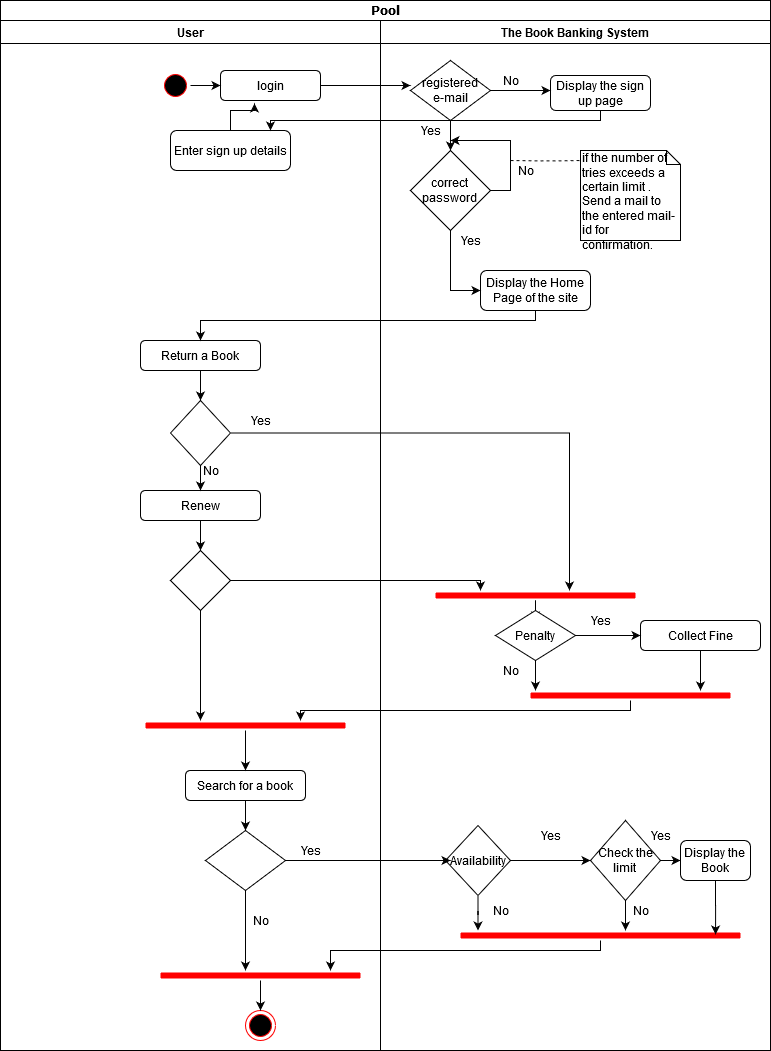 Pool
User
The Book Banking System
login
registered
e-mail
No
Display the sign
up page
Enter sign up details
Yes
correct
password
No
if the number of
tries exceeds a
certain limit .
Send a mail to
the entered mail-
id for
confirmation.
Yes
Display the Home
Page of the site
Return a Book
Yes
No
Renew
Penalty
Yes
Collect Fine
No
Search for a book
Yes
Availability
Yes
Check the
limit
Yes
Display the
Book
No
No
No